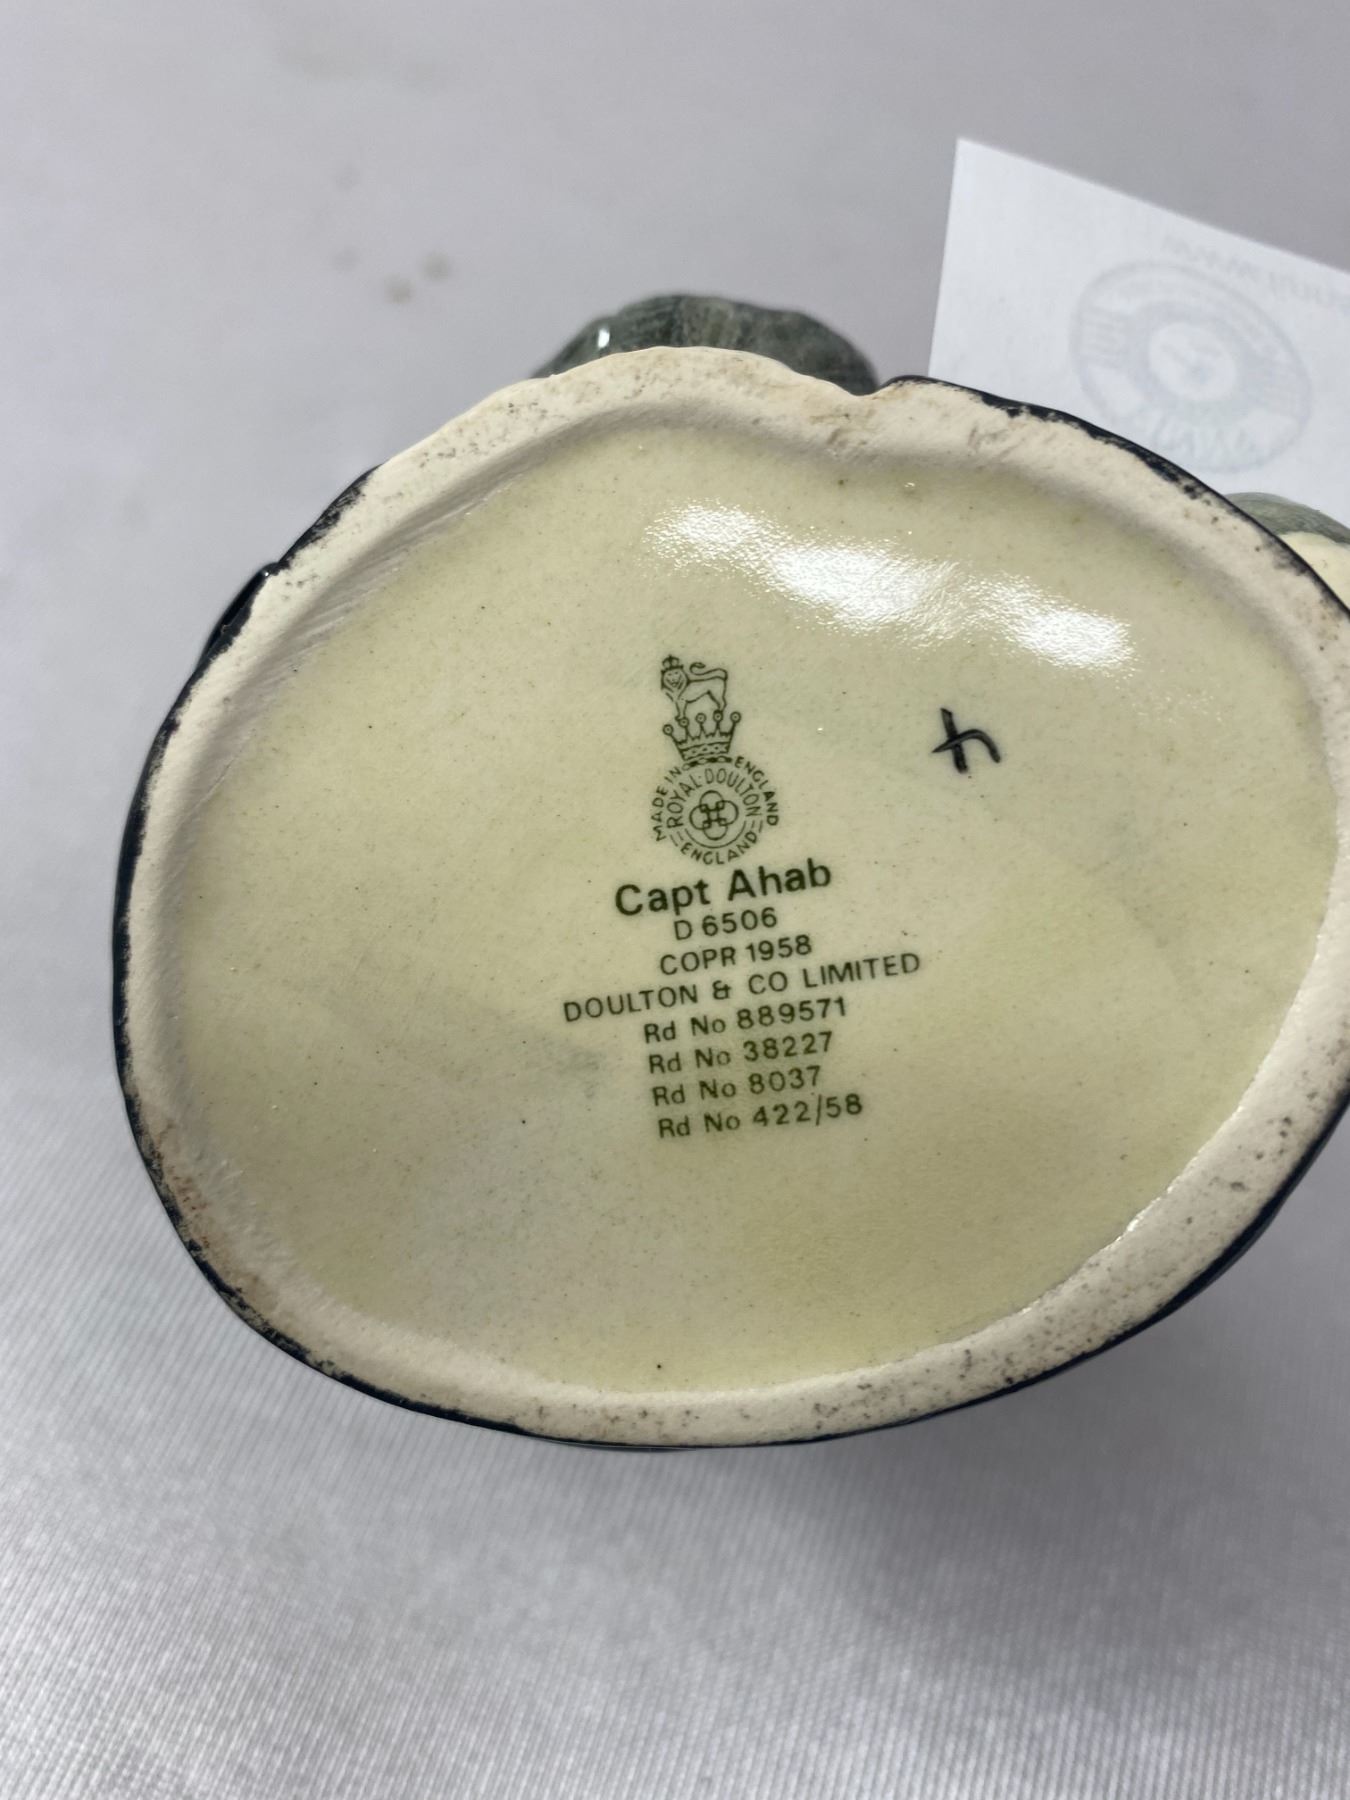 MADE IN ENGLAND
ROYAL·DOULTON
ENGLAND
Capt Ahab
D 6506
COPR 1958
DOULTON & CO LIMITED
Rd No 889571
Rd No 38227
Rd No 8037
Rd No 422/58